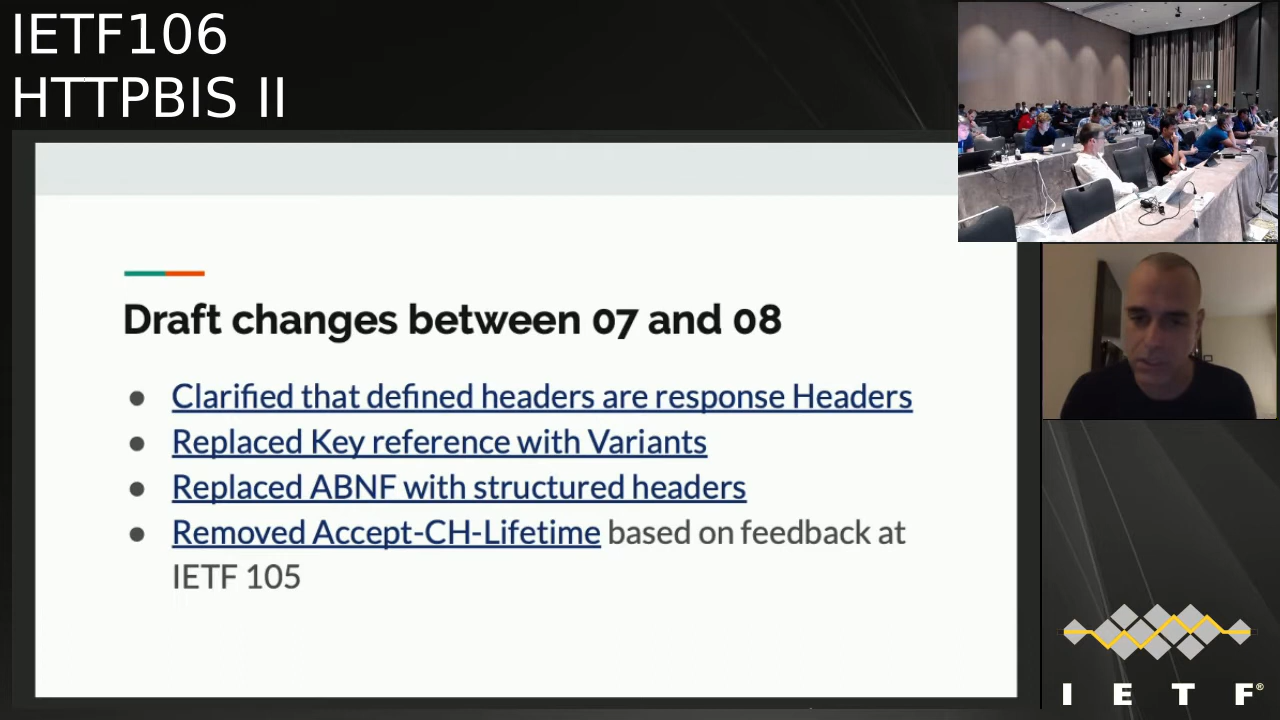 IETF106
HTTPBIS II
Draft changes between 07 and 08
● Clarified that defined headers are response Headers
● Replaced Key reference with Variants
● Replaced ABNF with structured headers
● Removed Accept-CH-Lifetime based on feedback at
IETF 105
I E T F®